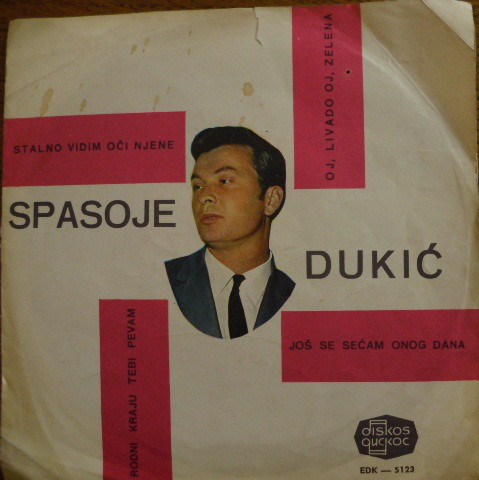 STALNO VIDIM OČI NJENE
OJ, LIVADO OJ, ZELENA
SPASOJE
DUKIĆ
RODNI KRAJU TEBI PEVAM
JOŠ SE SEĆAM ONOG DANA
diskos
дискос
EDK — 5123